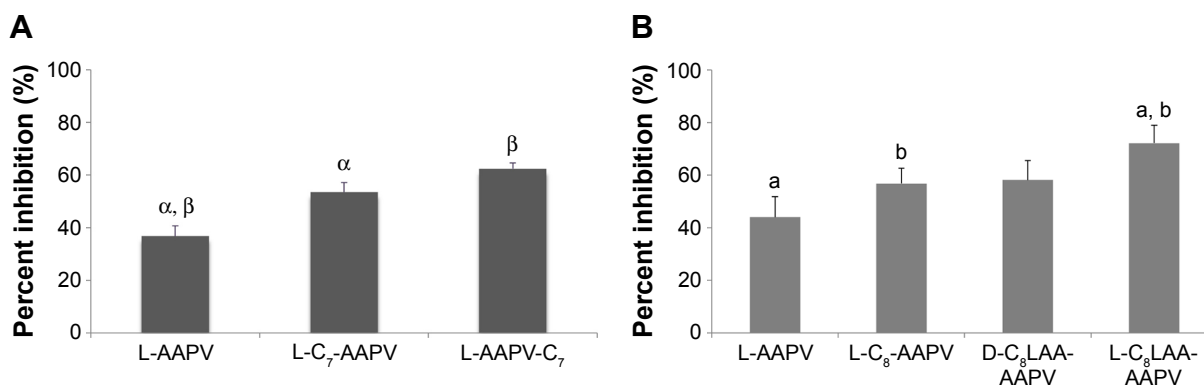 A
Percent inhibition (%)
100
80
60
40
20
0
α, β
α
β
L-AAPV
L-C₇-AAPV
L-AAPV-C₇
B
Percent inhibition (%)
100
80
60
40
20
0
a
b
a, b
L-AAPV
L-C₈-AAPV
D-C₈LAA-
AAPV
L-C₈LAA-
AAPV